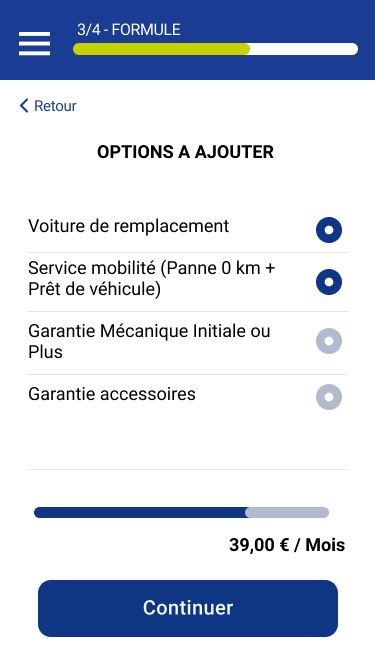 3/4 - FORMULE
Retour
OPTIONS A AJOUTER
Voiture de remplacement
Service mobilité (Panne 0 km +
Prêt de véhicule)
Garantie Mécanique Initiale ou
Plus
Garantie accessoires
39,00 € / Mois
Continuer